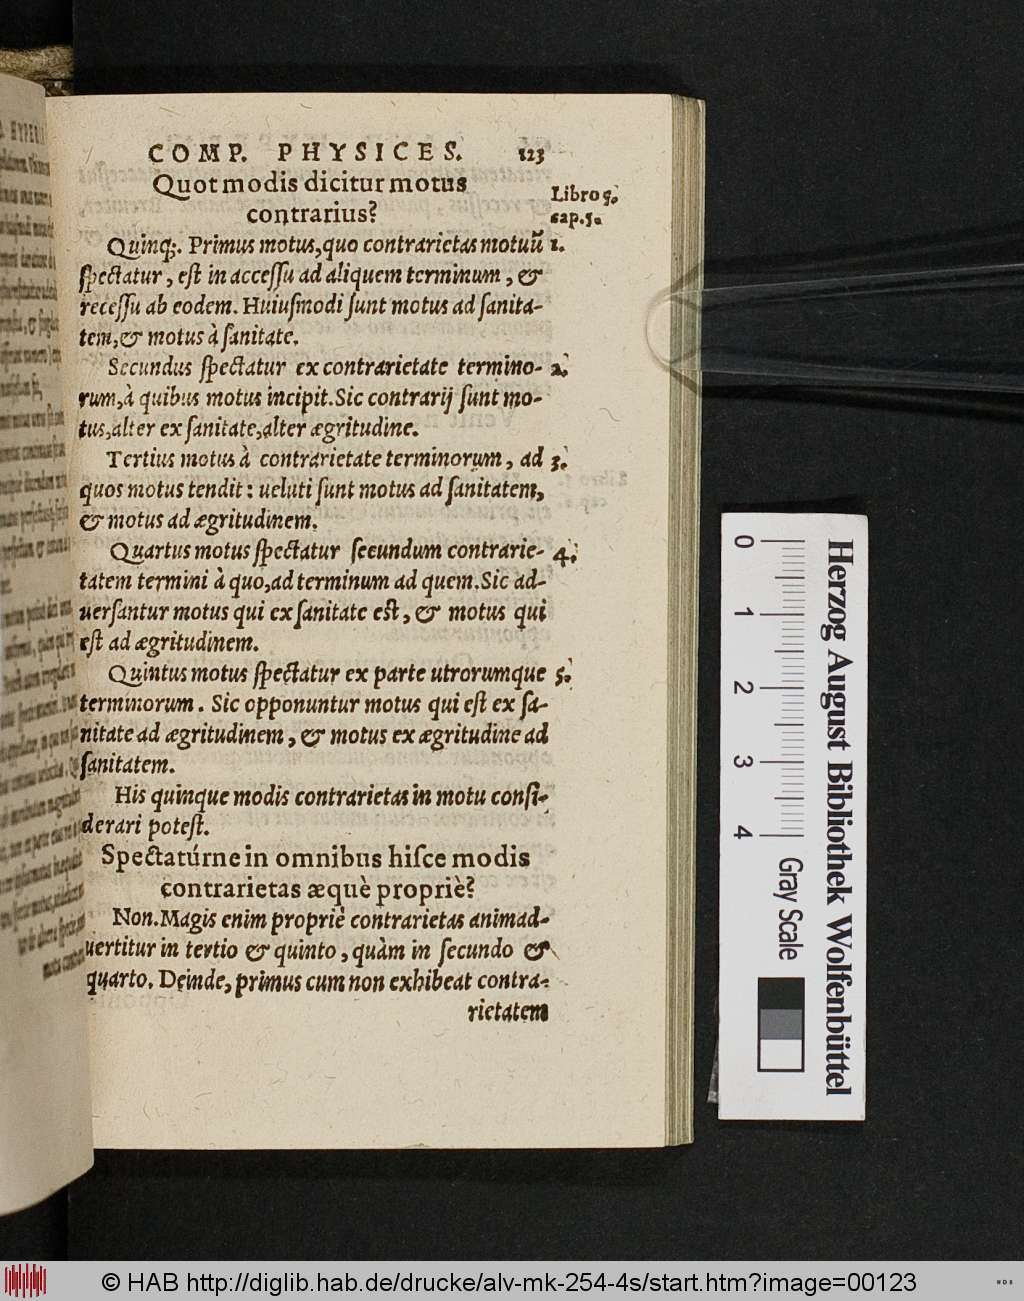 COMP. PHYSICES. 123
Quot modis dicitur motus
contrarius?
Libro 5.
cap. 5.
Quinq;. Primus motus, quo contrarietas motuũ 1.
spectatur, est in accessu ad aliquem terminum, &
recessu ab eodem. Huiusmodi sunt motus ad sanita-
tem, & motus à sanitate.
Secundus spectatur ex contrarietate termino- 2.
rum, à quibus motus incipit. Sic contrarij sunt mo-
tus, alter ex sanitate, alter ægritudine.
Tertius motus à contrarietate terminorum, ad 3.
quos motus tendit: ueluti sunt motus ad sanitatem,
& motus ad ægritudinem.
Quartus motus spectatur secundum contrarie- 4.
tatem termini à quo, ad terminum ad quem. Sic ad-
uersantur motus qui ex sanitate est, & motus qui
est ad ægritudinem.
Quintus motus spectatur ex parte utrorumque 5.
terminorum. Sic opponuntur motus qui est ex sa-
nitate ad ægritudinem, & motus ex ægritudine ad
sanitatem.
His quinque modis contrarietas in motu consi-
derari potest.
Spectatúrne in omnibus hisce modis
contrarietas æquè propriè?
Non. Magis enim propriè contrarietas animad-
uertitur in tertio & quinto, quàm in secundo &
quarto. Deinde, primus cum non exhibeat contra-
rietatem
Herzog August Bibliothek Wolfenbüttel
0 1 2 3 4
Gray Scale
© HAB http://diglib.hab.de/drucke/alv-mk-254-4s/start.htm?image=00123